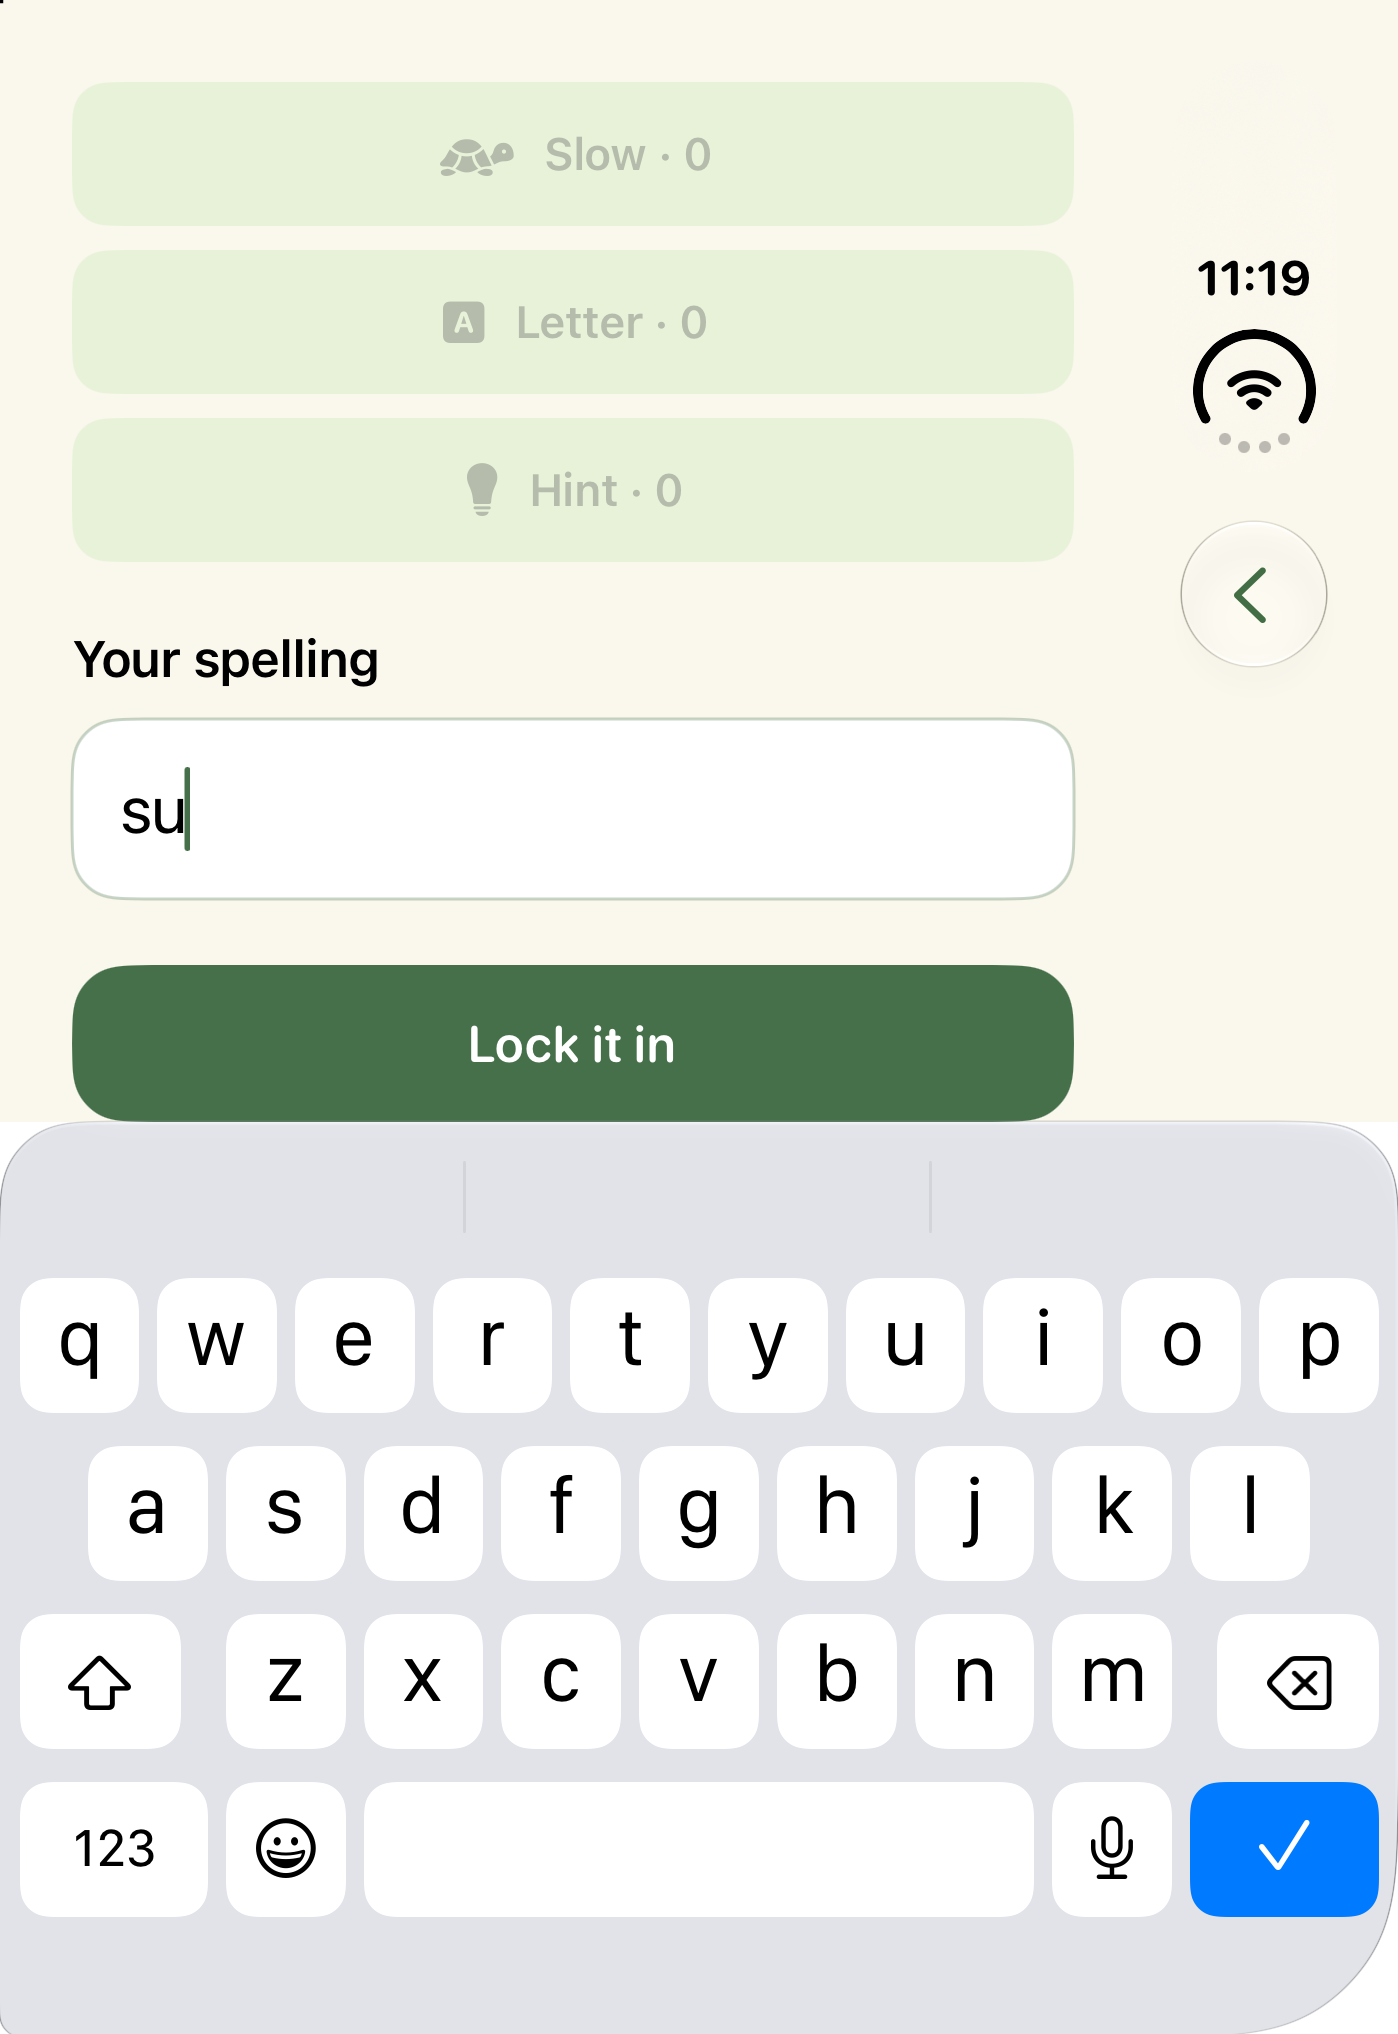 Slow · 0
A Letter · 0
Hint · 0
11:19
Your spelling
su
Lock it in
q w e r t y u i o p
a s d f g h j k l
z x c v b n m
123